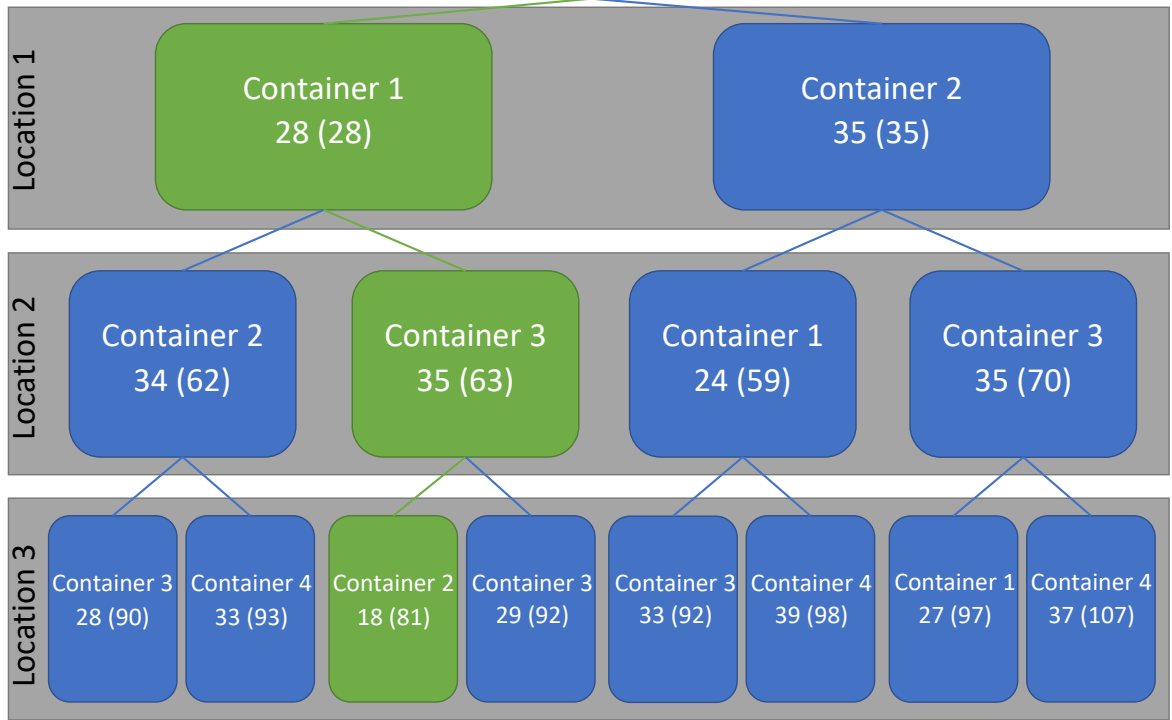 Location 1
Container 1
28 (28)
Container 2
35 (35)
Location 2
Container 2
34 (62)
Container 3
35 (63)
Container 1
24 (59)
Container 3
35 (70)
Location 3
Container 3
28 (90)
Container 4
33 (93)
Container 2
18 (81)
Container 3
29 (92)
Container 3
33 (92)
Container 4
39 (98)
Container 1
27 (97)
Container 4
37 (107)